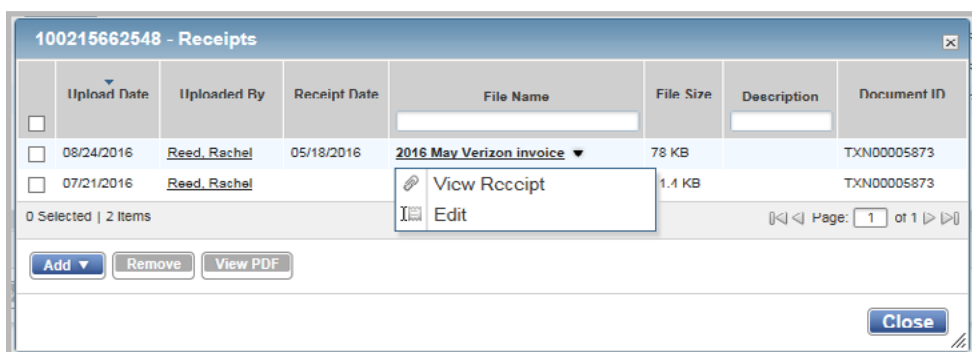 100215662548 - Receipts
Upload Date Uploaded By Receipt Date File Name File Size Description Document ID
08/24/2016 Reed, Rachel 05/18/2016 2016 May Verizon invoice 78 KB TXN00005873
07/21/2016 Reed, Rachel 1.4 KB TXN00005873
View Receipt
Edit
0 Selected | 2 Items Page: 1 of 1
Add Remove View PDF
Close